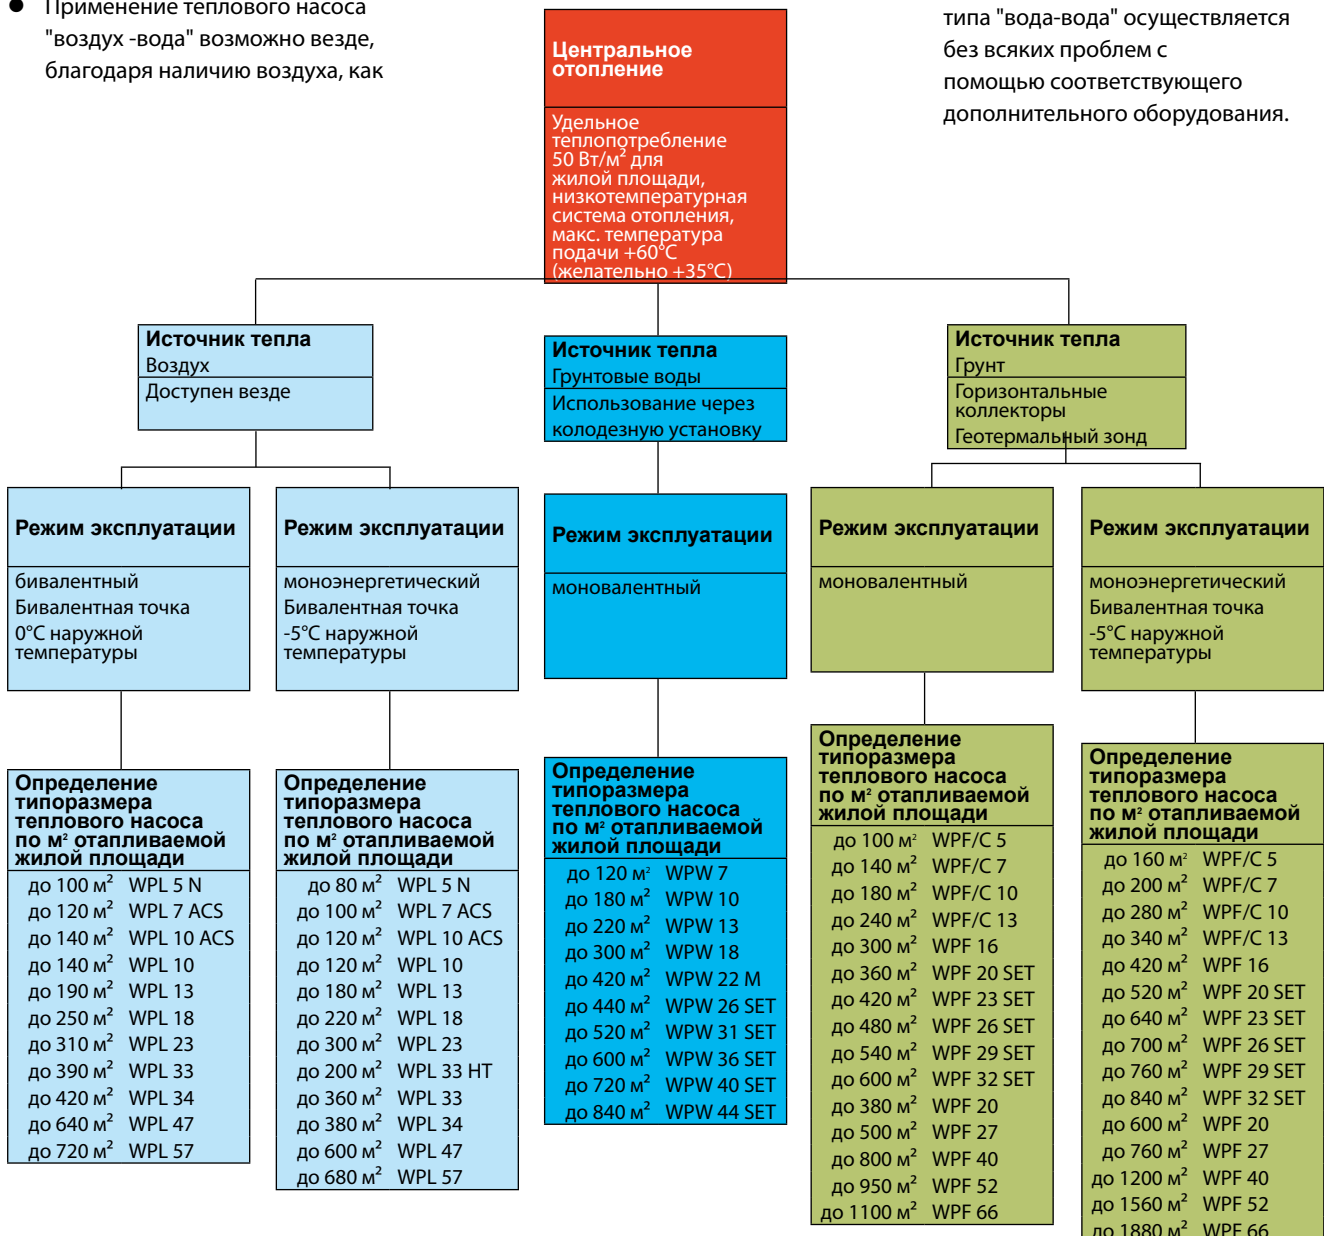 ● Применение теплового насоса
"воздух -вода" возможно везде,
благодаря наличию воздуха, как
типа "вода-вода" осуществляется
без всяких проблем с
помощью соответствующего
дополнительного оборудования.
Центральное
отопление
Удельное
теплопотребление
50 Вт/м² для
жилой площади,
низкотемпературная
система отопления,
макс. температура
подачи +60°C
(желательно +35°C)
Источник тепла
Воздух
Доступен везде
Источник тепла
Грунтовые воды
Использование через
колодезную установку
Источник тепла
Грунт
Горизонтальные
коллекторы
Геотермальный зонд
Режим эксплуатации
бивалентный
Бивалентная точка
0°C наружной
температуры
Режим эксплуатации
моноэнергетический
Бивалентная точка
-5°C наружной
температуры
Режим эксплуатации
моновалентный
Режим эксплуатации
моновалентный
Режим эксплуатации
моноэнергетический
Бивалентная точка
-5°C наружной
температуры
Определение
типоразмера
теплового насоса
по м² отапливаемой
жилой площади
до 100 м² WPL 5 N
до 120 м² WPL 7 ACS
до 140 м² WPL 10 ACS
до 140 м² WPL 10
до 190 м² WPL 13
до 250 м² WPL 18
до 310 м² WPL 23
до 390 м² WPL 33
до 420 м² WPL 34
до 640 м² WPL 47
до 720 м² WPL 57
Определение
типоразмера
теплового насоса
по м² отапливаемой
жилой площади
до 80 м² WPL 5 N
до 100 м² WPL 7 ACS
до 120 м² WPL 10 ACS
до 120 м² WPL 10
до 180 м² WPL 13
до 220 м² WPL 18
до 300 м² WPL 23
до 200 м² WPL 33 HT
до 360 м² WPL 33
до 380 м² WPL 34
до 600 м² WPL 47
до 680 м² WPL 57
Определение
типоразмера
теплового насоса
по м² отапливаемой
жилой площади
до 120 м² WPW 7
до 180 м² WPW 10
до 220 м² WPW 13
до 300 м² WPW 18
до 420 м² WPW 22 M
до 440 м² WPW 26 SET
до 520 м² WPW 31 SET
до 600 м² WPW 36 SET
до 720 м² WPW 40 SET
до 840 м² WPW 44 SET
Определение
типоразмера
теплового насоса
по м² отапливаемой
жилой площади
до 100 м² WPF/C 5
до 140 м² WPF/C 7
до 180 м² WPF/C 10
до 240 м² WPF/C 13
до 300 м² WPF 16
до 360 м² WPF 20 SET
до 420 м² WPF 23 SET
до 480 м² WPF 26 SET
до 540 м² WPF 29 SET
до 600 м² WPF 32 SET
до 380 м² WPF 20
до 500 м² WPF 27
до 800 м² WPF 40
до 950 м² WPF 52
до 1100 м² WPF 66
Определение
типоразмера
теплового насоса
по м² отапливаемой
жилой площади
до 160 м² WPF/C 5
до 200 м² WPF/C 7
до 280 м² WPF/C 10
до 340 м² WPF/C 13
до 420 м² WPF 16
до 520 м² WPF 20 SET
до 640 м² WPF 23 SET
до 700 м² WPF 26 SET
до 760 м² WPF 29 SET
до 840 м² WPF 32 SET
до 600 м² WPF 20
до 760 м² WPF 27
до 1200 м² WPF 40
до 1560 м² WPF 52
до 1880 м² WPF 66